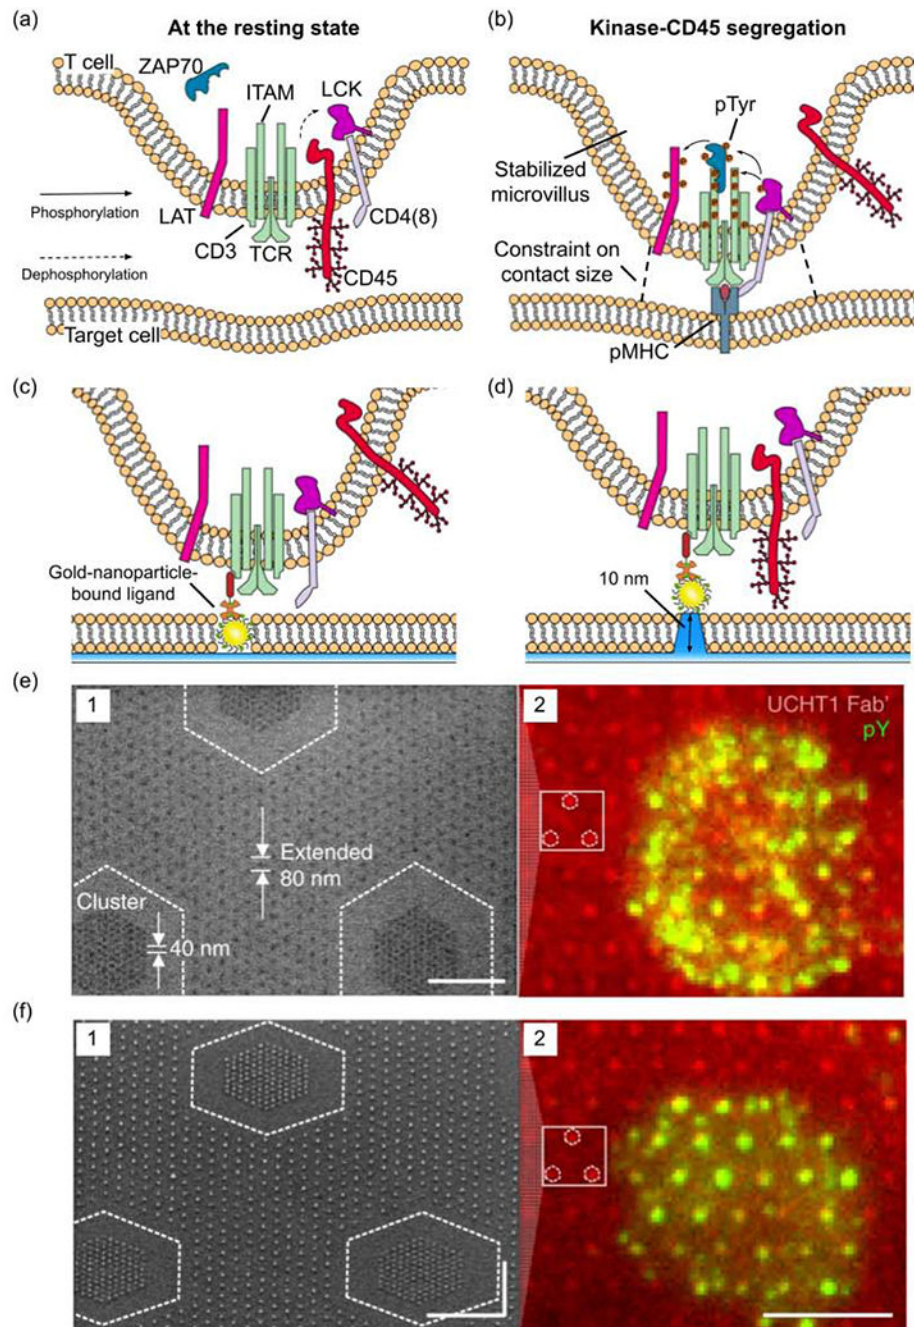 (a)
At the resting state
T cell
ZAP70
ITAM
LCK
Phosphorylation
LAT
CD3
TCR
CD4(8)
Dephosphorylation
CD45
Target cell
(b)
Kinase-CD45 segregation
pTyr
Stabilized
microvillus
Constraint on
contact size
pMHC
(c)
Gold-nanoparticle-
bound ligand
(d)
10 nm
(e)
1
Extended
80 nm
Cluster
40 nm
2
UCHT1 Fab'
pY
(f)
1
2